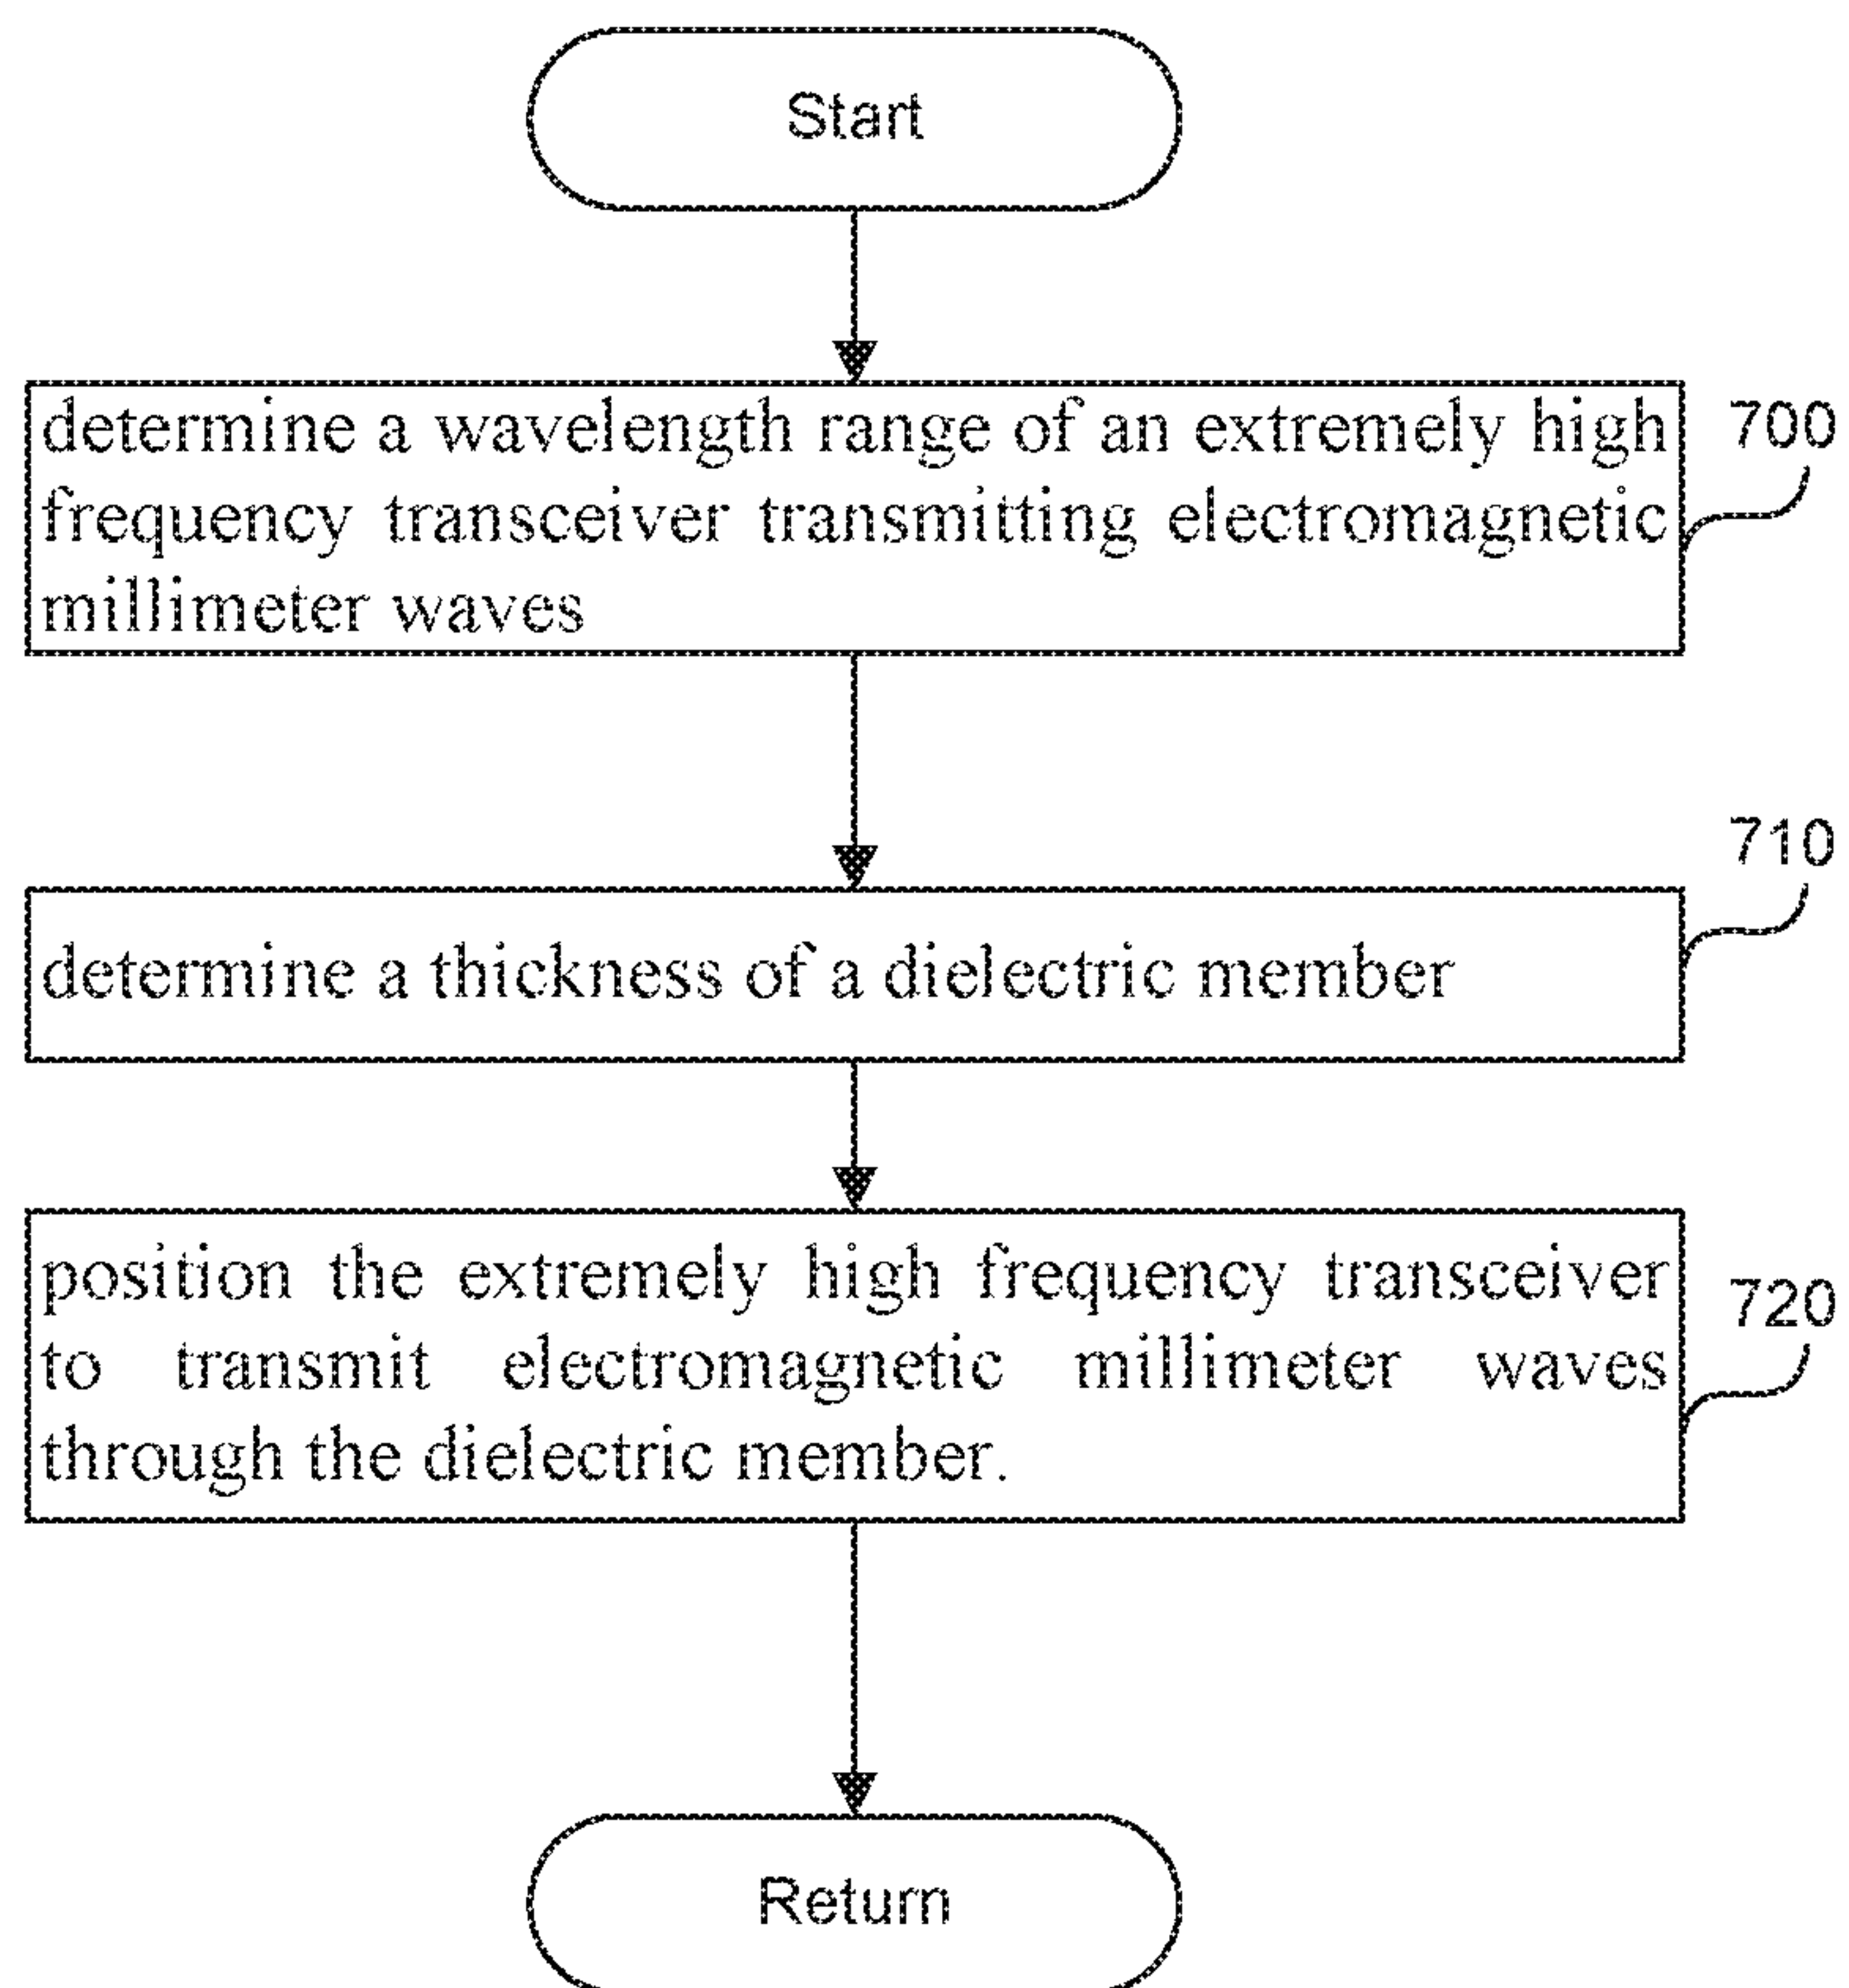 Start
determine a wavelength range of an extremely high
frequency transceiver transmitting electromagnetic
millimeter waves
700
710
determine a thickness of a dielectric member
position the extremely high frequency transceiver
to transmit electromagnetic millimeter waves
through the dielectric member.
720
Return